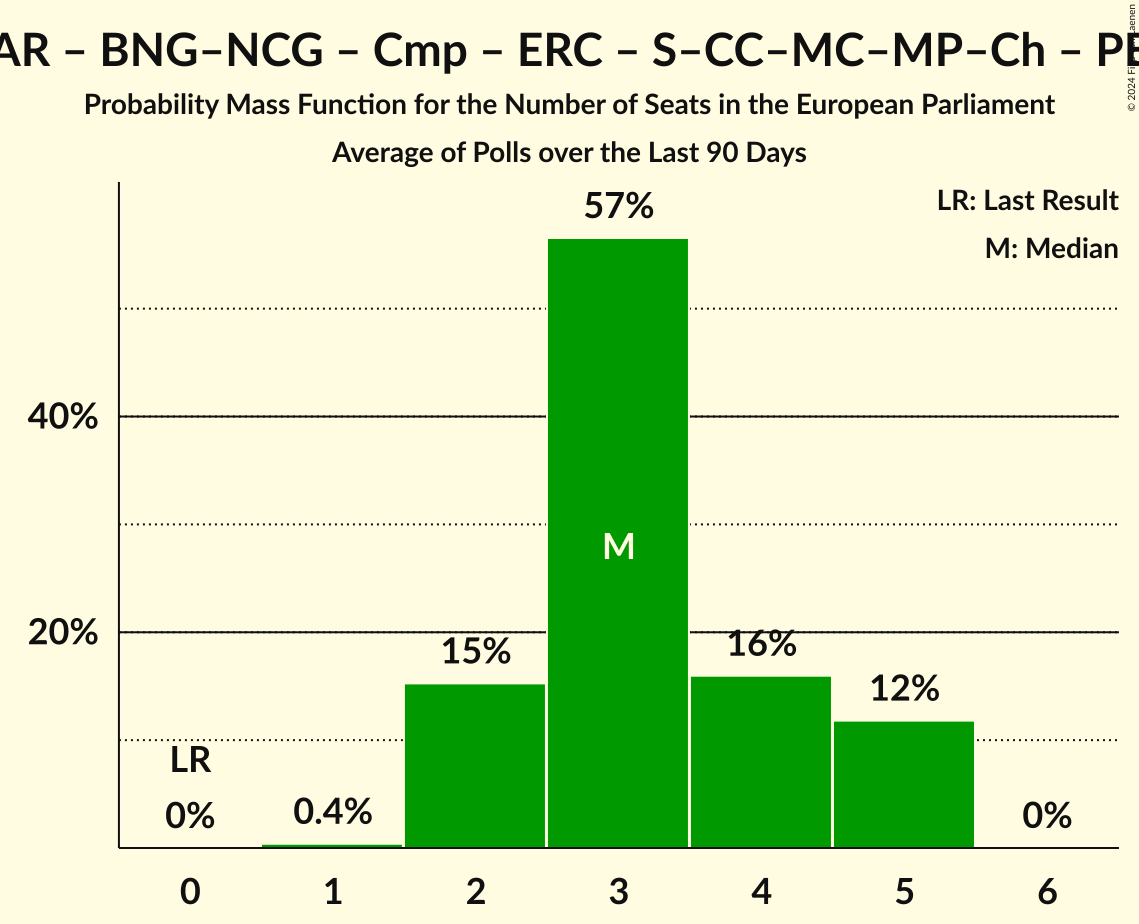 AR – BNG–NCG – Cmp – ERC – S–CC–MC–MP–Ch – PE
Probability Mass Function for the Number of Seats in the European Parliament
Average of Polls over the Last 90 Days
© 2024
LR: Last Result
M: Median
57%
40%
20%
M
15%
16%
12%
LR
0%
0.4%
0%
0 1 2 3 4 5 6